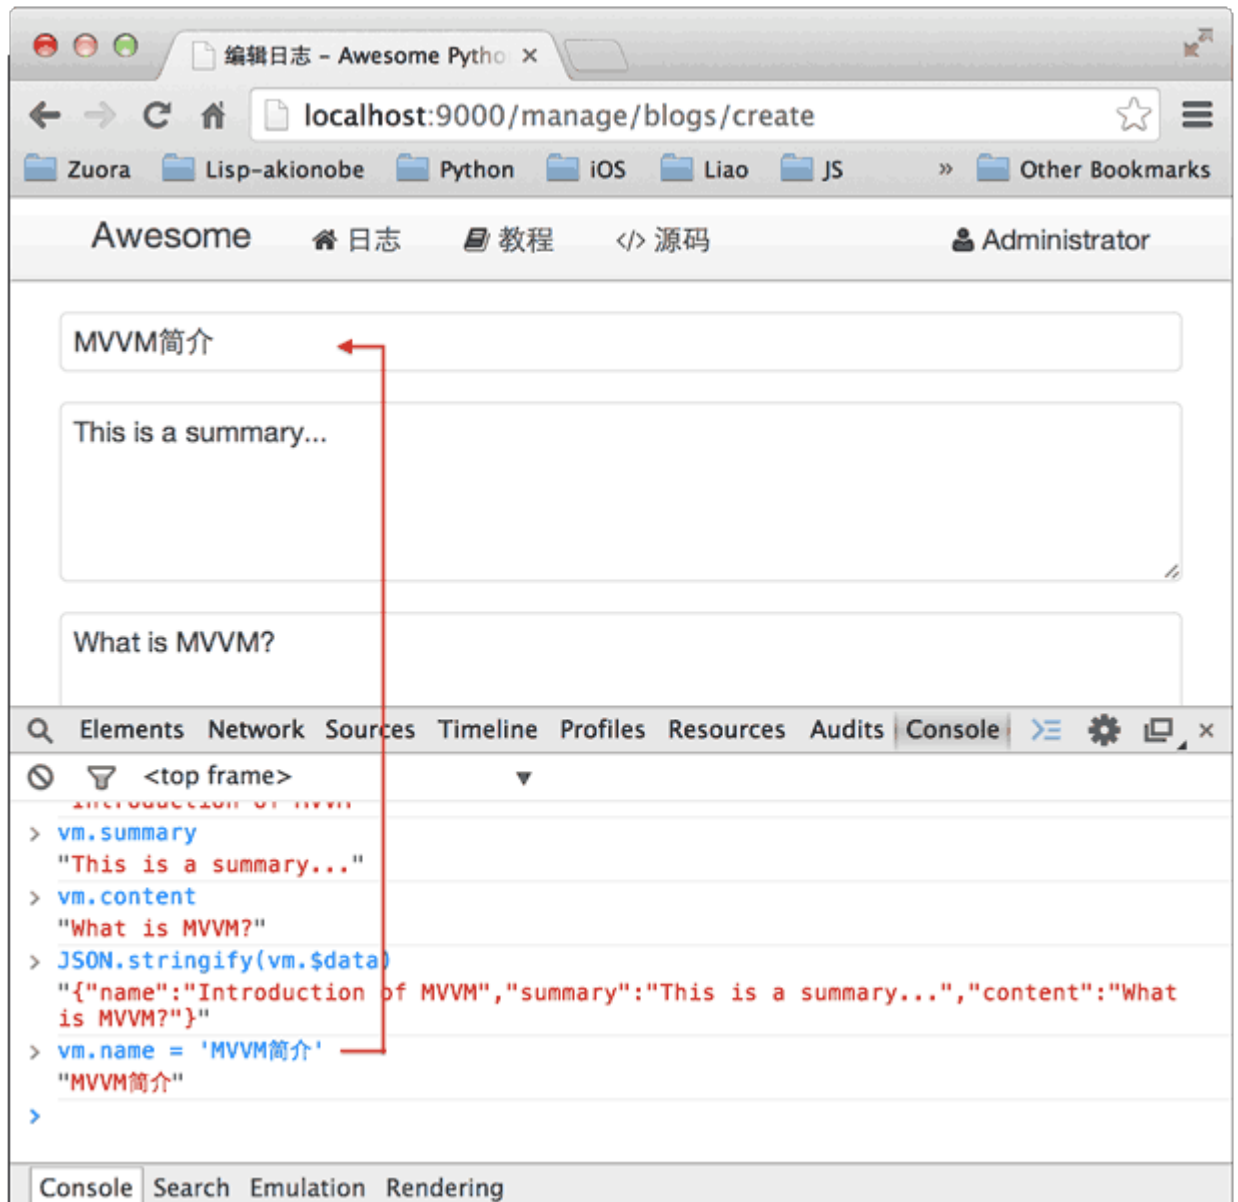 编辑日志 – Awesome Pytho
localhost:9000/manage/blogs/create
Zuora Lisp-akionobe Python iOS Liao JS » Other Bookmarks
Awesome 日志 教程 </> 源码 Administrator
MVVM简介
This is a summary...
What is MVVM?
Elements Network Sources Timeline Profiles Resources Audits Console
<top frame>
"Introduction of MVVM"
> vm.summary
"This is a summary..."
> vm.content
"What is MVVM?"
> JSON.stringify(vm.$data)
"{"name":"Introduction of MVVM","summary":"This is a summary...","content":"What
is MVVM?"}"
> vm.name = 'MVVM简介'
"MVVM简介"
>
Console Search Emulation Rendering